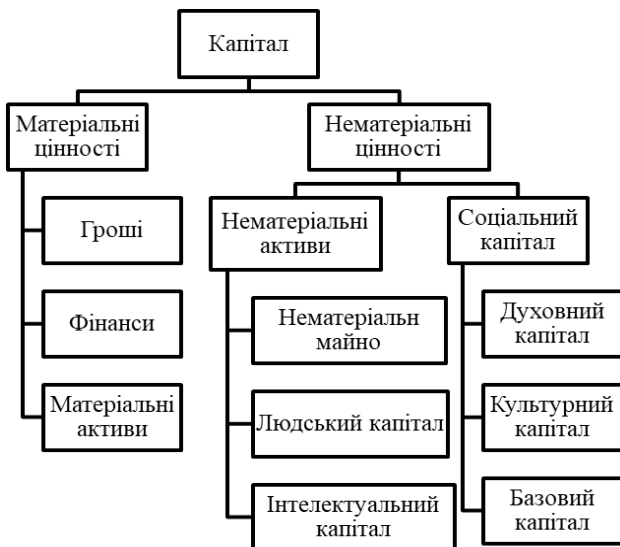 Капітал
Матеріальні
цінності
Нематеріальні
цінності
Гроші
Фінанси
Матеріальні
активи
Нематеріальні
активи
Соціальний
капітал
Нематеріальн
майно
Людський капітал
Інтелектуальний
капітал
Духовний
капітал
Культурний
капітал
Базовий
капітал